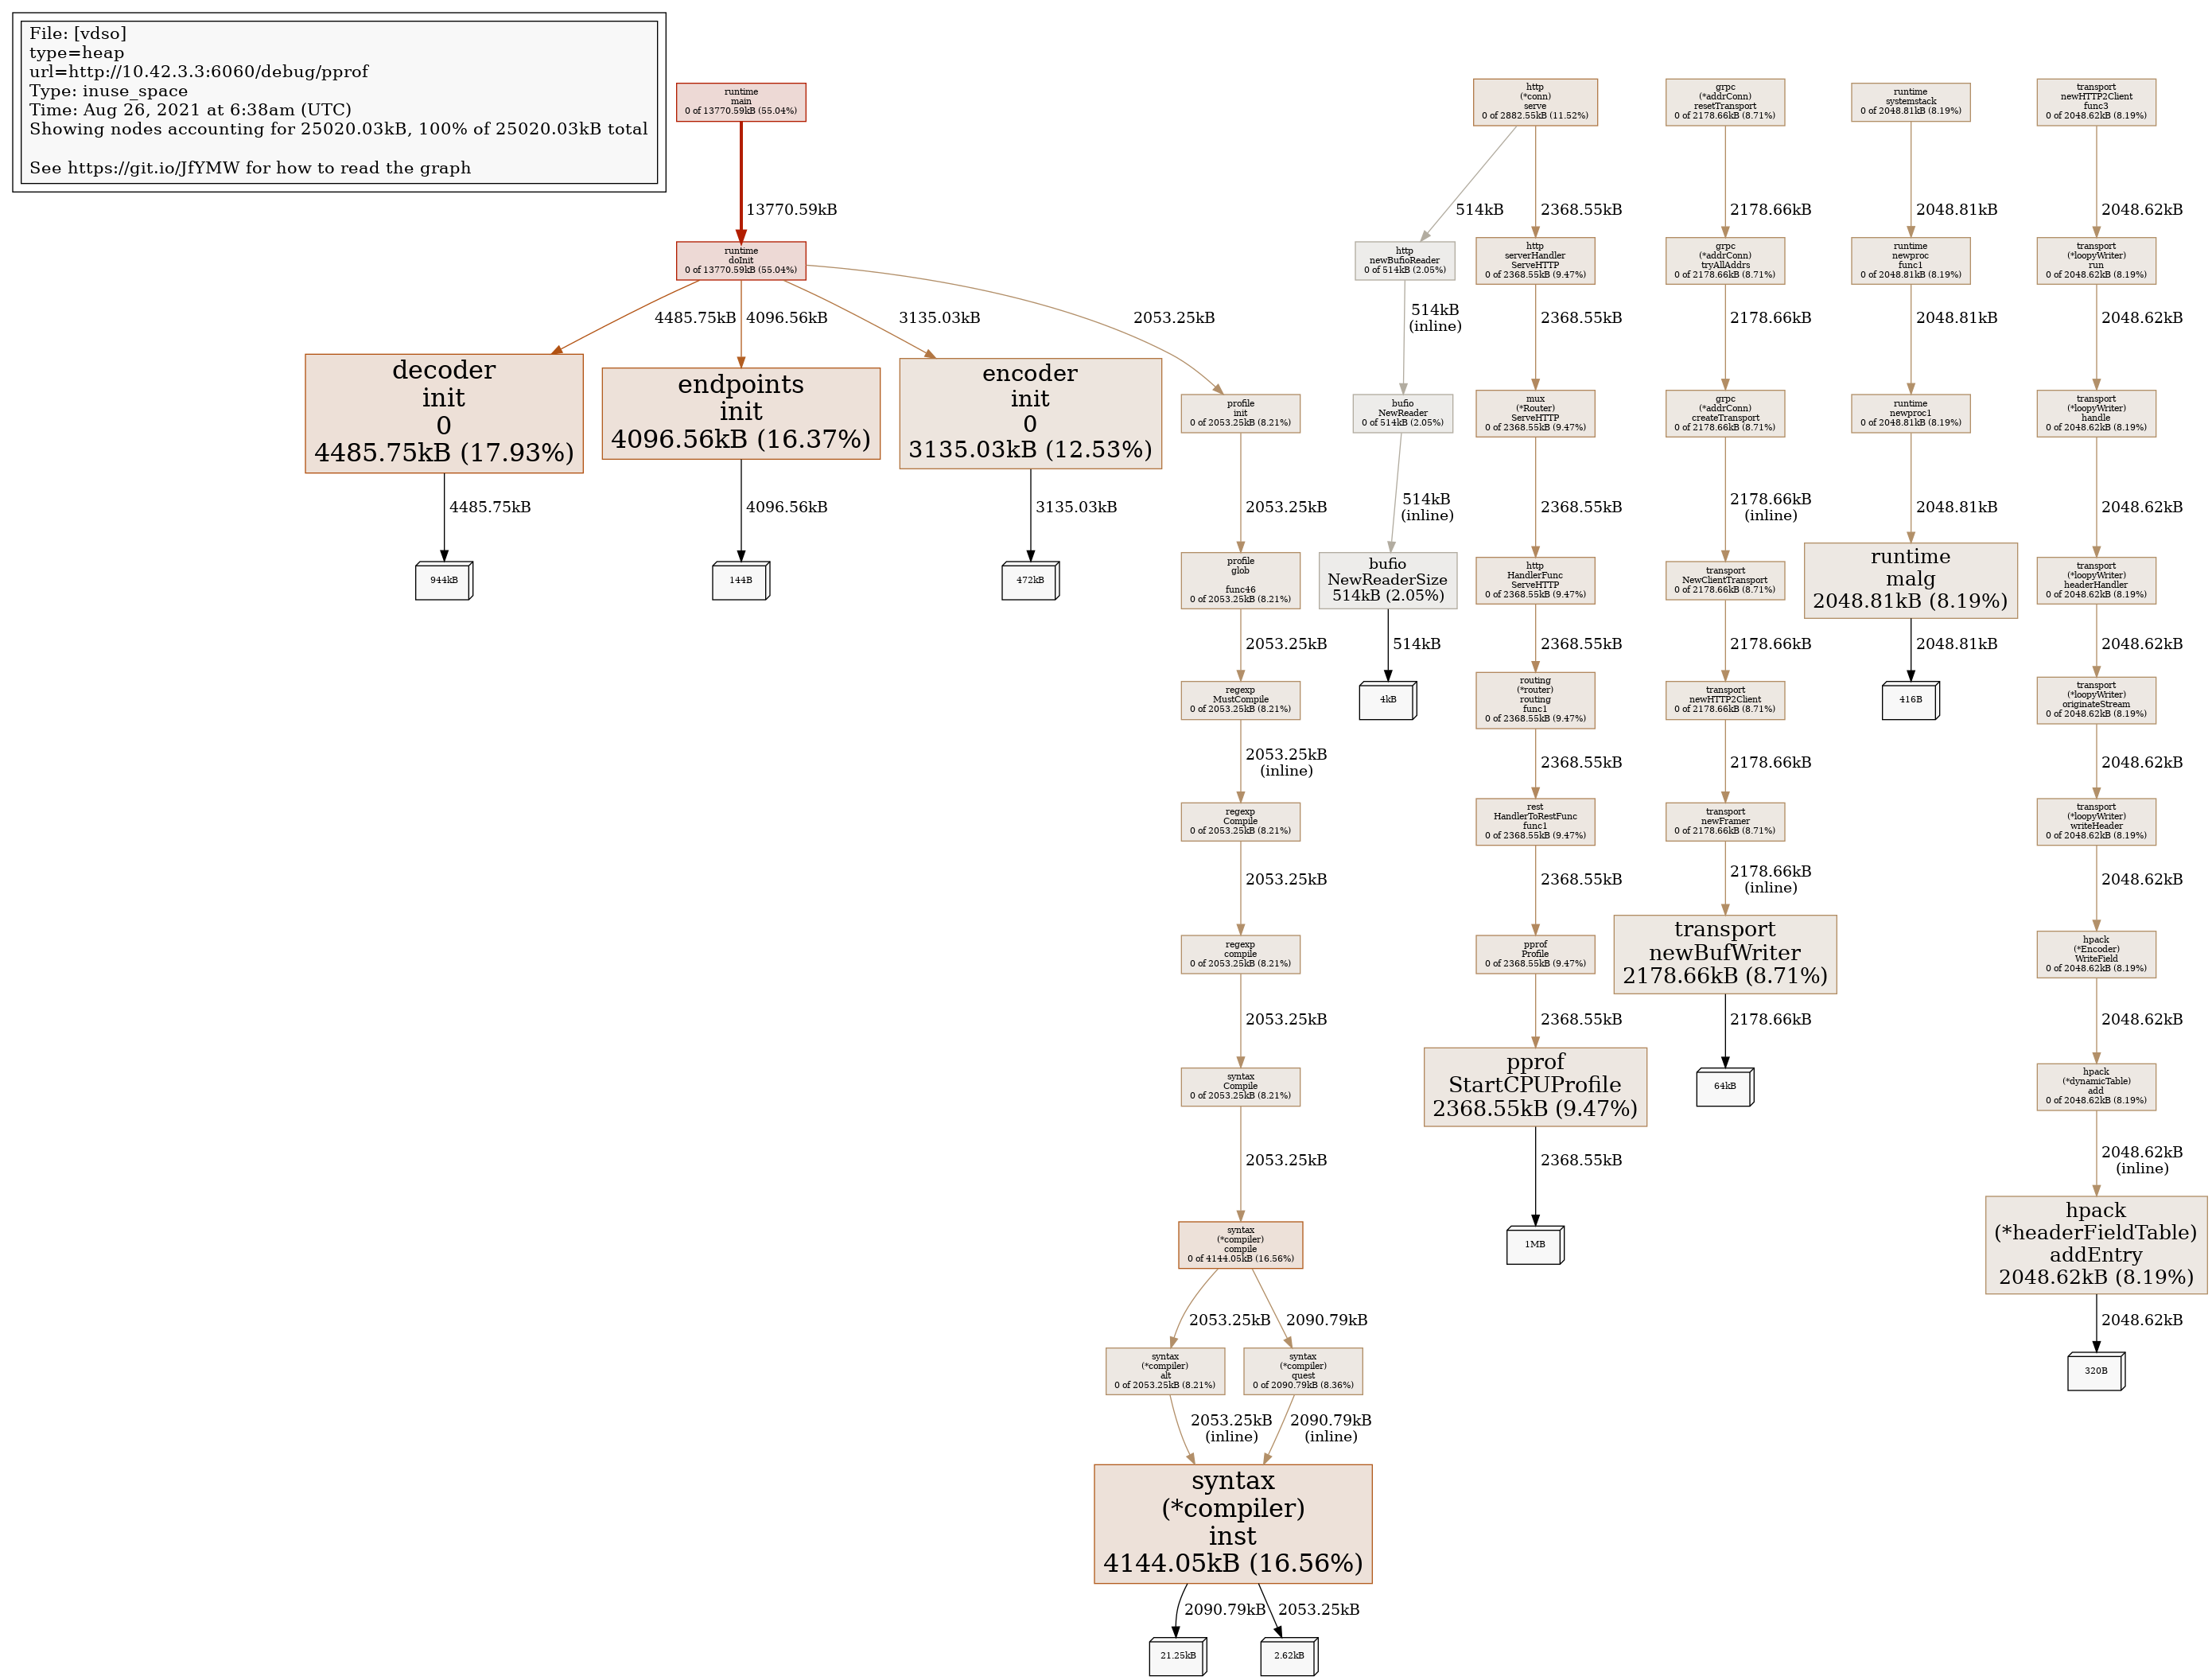 File: [vdso]
type=heap
url=http://10.42.3.3:6060/debug/pprof
Type: inuse_space
Time: Aug 26, 2021 at 6:38am (UTC)
Showing nodes accounting for 25020.03kB, 100% of 25020.03kB total
See https://git.io/JfYMW for how to read the graph
runtime
main
0 of 13770.59kB (55.04%)
13770.59kB
runtime
doInit
0 of 13770.59kB (55.04%)
4485.75kB
4096.56kB
3135.03kB
2053.25kB
decoder
init
0
4485.75kB (17.93%)
4485.75kB
944kB
endpoints
init
4096.56kB (16.37%)
4096.56kB
144B
encoder
init
0
3135.03kB (12.53%)
3135.03kB
472kB
profile
init
0 of 2053.25kB (8.21%)
2053.25kB
profile
glob
func46
0 of 2053.25kB (8.21%)
2053.25kB
regexp
MustCompile
0 of 2053.25kB (8.21%)
2053.25kB
(inline)
regexp
Compile
0 of 2053.25kB (8.21%)
2053.25kB
regexp
compile
0 of 2053.25kB (8.21%)
2053.25kB
syntax
Compile
0 of 2053.25kB (8.21%)
2053.25kB
syntax
(*compiler)
compile
0 of 4144.05kB (16.56%)
2053.25kB
2090.79kB
syntax
(*compiler)
alt
0 of 2053.25kB (8.21%)
syntax
(*compiler)
quest
0 of 2090.79kB (8.36%)
2053.25kB
(inline)
2090.79kB
(inline)
syntax
(*compiler)
inst
4144.05kB (16.56%)
2090.79kB
2053.25kB
21.25kB
2.62kB
http
(*conn)
serve
0 of 2882.55kB (11.52%)
514kB
2368.55kB
http
newBufioReader
0 of 514kB (2.05%)
514kB
(inline)
bufio
NewReader
0 of 514kB (2.05%)
514kB
(inline)
bufio
NewReaderSize
514kB (2.05%)
514kB
4kB
http
serverHandler
ServeHTTP
0 of 2368.55kB (9.47%)
2368.55kB
mux
(*Router)
ServeHTTP
0 of 2368.55kB (9.47%)
2368.55kB
http
HandlerFunc
ServeHTTP
0 of 2368.55kB (9.47%)
2368.55kB
routing
(*router)
routing
func1
0 of 2368.55kB (9.47%)
2368.55kB
rest
HandlerToRestFunc
func1
0 of 2368.55kB (9.47%)
2368.55kB
pprof
Profile
0 of 2368.55kB (9.47%)
2368.55kB
pprof
StartCPUProfile
2368.55kB (9.47%)
2368.55kB
1MB
grpc
(*addrConn)
resetTransport
0 of 2178.66kB (8.71%)
2178.66kB
grpc
(*addrConn)
tryAllAddrs
0 of 2178.66kB (8.71%)
2178.66kB
grpc
(*addrConn)
createTransport
0 of 2178.66kB (8.71%)
2178.66kB
(inline)
transport
NewClientTransport
0 of 2178.66kB (8.71%)
2178.66kB
transport
newHTTP2Client
0 of 2178.66kB (8.71%)
2178.66kB
transport
newFramer
0 of 2178.66kB (8.71%)
2178.66kB
(inline)
transport
newBufWriter
2178.66kB (8.71%)
2178.66kB
64kB
runtime
systemstack
0 of 2048.81kB (8.19%)
2048.81kB
runtime
newproc
func1
0 of 2048.81kB (8.19%)
2048.81kB
runtime
newproc1
0 of 2048.81kB (8.19%)
2048.81kB
runtime
malg
2048.81kB (8.19%)
2048.81kB
416B
transport
newHTTP2Client
func3
0 of 2048.62kB (8.19%)
2048.62kB
transport
(*loopyWriter)
run
0 of 2048.62kB (8.19%)
2048.62kB
transport
(*loopyWriter)
handle
0 of 2048.62kB (8.19%)
2048.62kB
transport
(*loopyWriter)
headerHandler
0 of 2048.62kB (8.19%)
2048.62kB
transport
(*loopyWriter)
originateStream
0 of 2048.62kB (8.19%)
2048.62kB
transport
(*loopyWriter)
writeHeader
0 of 2048.62kB (8.19%)
2048.62kB
hpack
(*Encoder)
WriteField
0 of 2048.62kB (8.19%)
2048.62kB
hpack
(*dynamicTable)
add
0 of 2048.62kB (8.19%)
2048.62kB
(inline)
hpack
(*headerFieldTable)
addEntry
2048.62kB (8.19%)
2048.62kB
320B